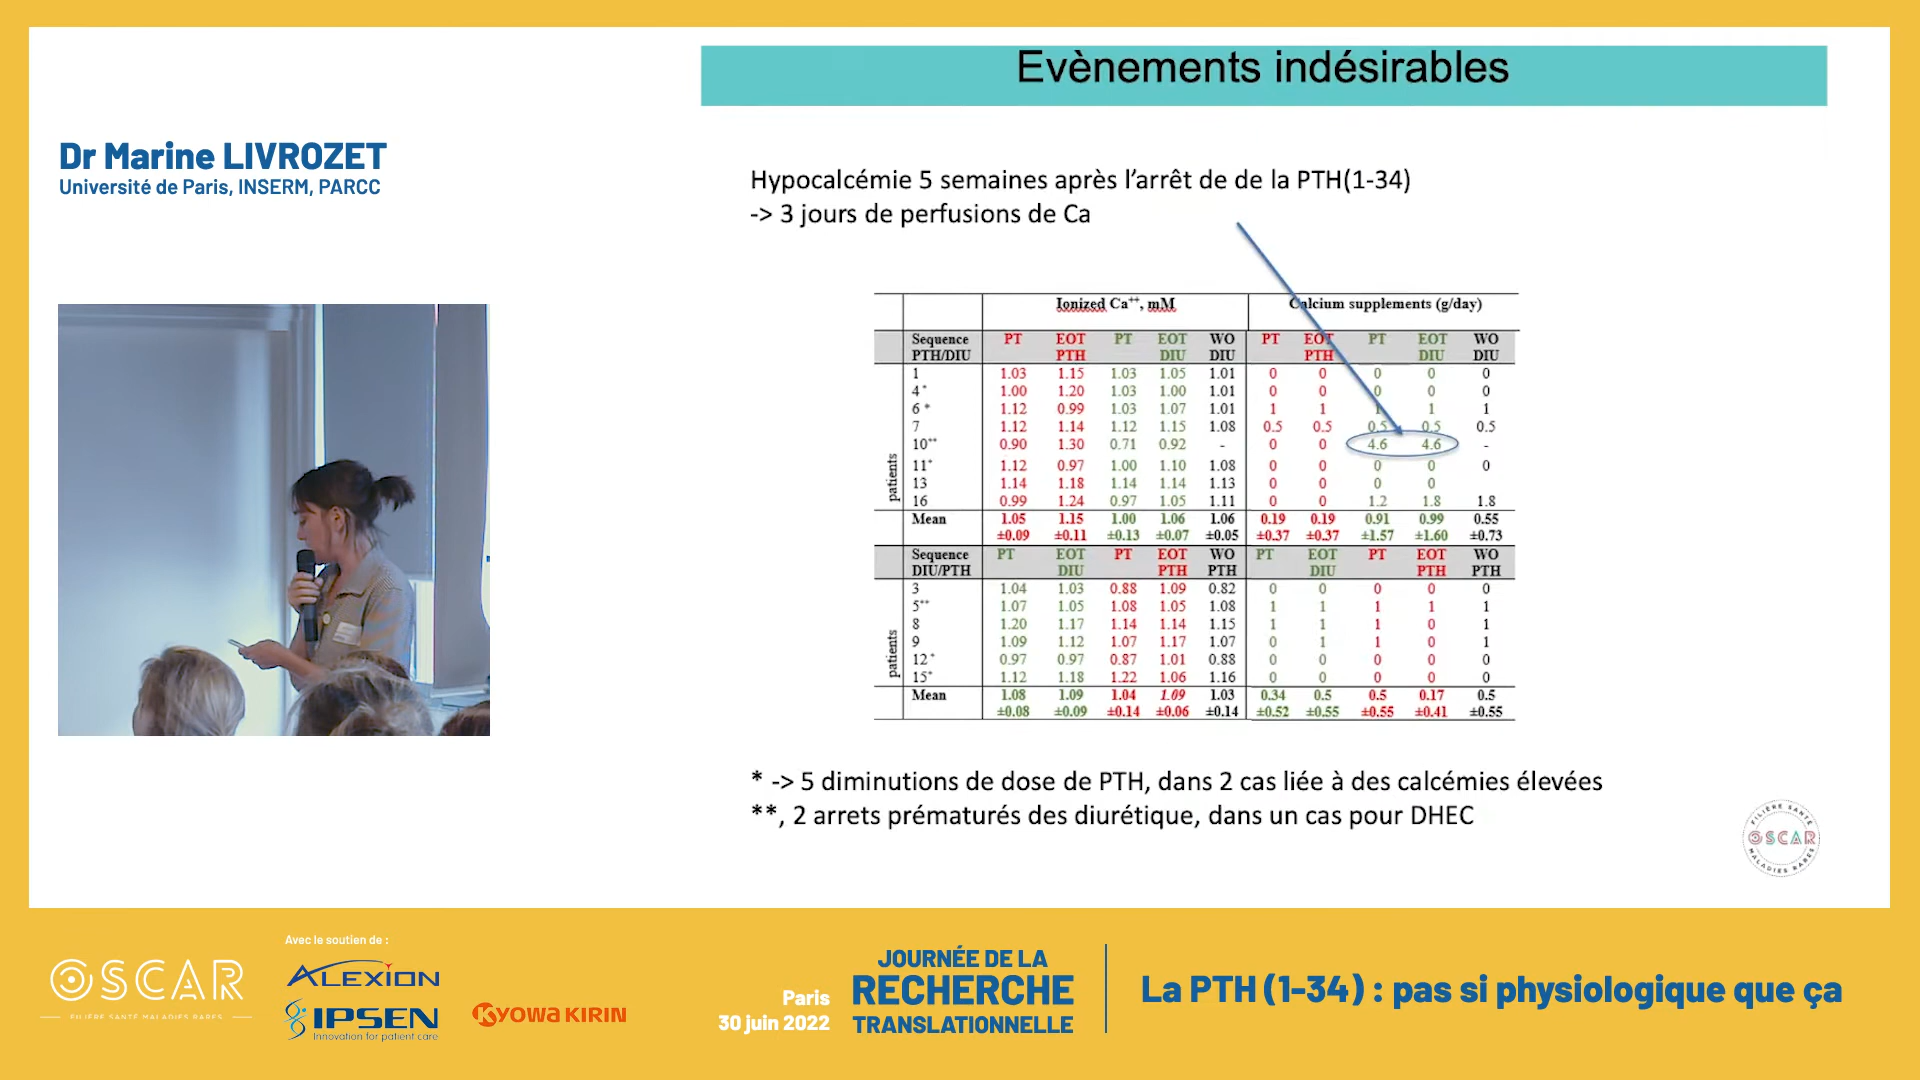 Evènements indésirables
Dr Marine LIVROZET
Université de Paris, INSERM, PARCC
Hypocalcémie 5 semaines après l’arrêt de de la PTH(1-34)
-> 3 jours de perfusions de Ca
Ionized Ca++, mM Calcium supplements (g/day)
Sequence PT EOT PT EOT WO PT EOT PT EOT WO
PTH/DIU PTH DIU DIU PTH DIU DIU
1 1.03 1.15 1.03 1.05 1.01 0 0 0 0 0
4* 1.00 1.20 1.03 1.00 1.01 0 0 0 0 0
6* 1.12 0.99 1.03 1.07 1.01 1 1 1 1 1
7 1.12 1.14 1.12 1.15 1.08 0.5 0.5 0.5 0.5 0.5
10** 0.90 1.30 0.71 0.92 - 0 0 4.6 4.6 -
11* 1.12 0.97 1.00 1.10 1.08 0 0 0 0 0
13 1.14 1.18 1.14 1.14 1.13 0 0 0 0
16 0.99 1.24 0.97 1.05 1.11 0 0 1.2 1.8 1.8
patients
Mean 1.05 1.15 1.00 1.06 1.06 0.19 0.19 0.91 0.99 0.55
±0.09 ±0.11 ±0.13 ±0.07 ±0.05 ±0.37 ±0.37 ±1.57 ±1.60 ±0.73
Sequence PT EOT PT EOT WO PT EOT PT EOT WO
DIU/PTH DIU PTH PTH DIU PTH PTH
3 1.04 1.03 0.88 1.09 0.82 0 0 0 0 0
5** 1.07 1.05 1.08 1.05 1.08 1 1 1 1 1
8 1.20 1.17 1.14 1.14 1.15 1 1 1 0 1
9 1.09 1.12 1.07 1.17 1.07 0 1 1 0 1
12* 0.97 0.97 0.87 1.01 0.88 0 0 0 0 0
15* 1.12 1.18 1.22 1.06 1.16 0 0 0 0 0
patients
Mean 1.08 1.09 1.04 1.09 1.03 0.34 0.5 0.5 0.17 0.5
±0.08 ±0.09 ±0.14 ±0.06 ±0.14 ±0.52 ±0.55 ±0.55 ±0.41 ±0.55
* -> 5 diminutions de dose de PTH, dans 2 cas liée à des calcémies élevées
**, 2 arrets prématurés des diurétique, dans un cas pour DHEC
FILIÈRE SANTÉ
OSCAR
MALADIES RARES
OSCAR
FILIÈRE SANTÉ MALADIES RARES
Avec le soutien de :
ALEXION
IPSEN
Innovation for patient care
KYOWA KIRIN
Paris
30 juin 2022
JOURNÉE DE LA
RECHERCHE
TRANSLATIONNELLE
La PTH (1-34) : pas si physiologique que ça